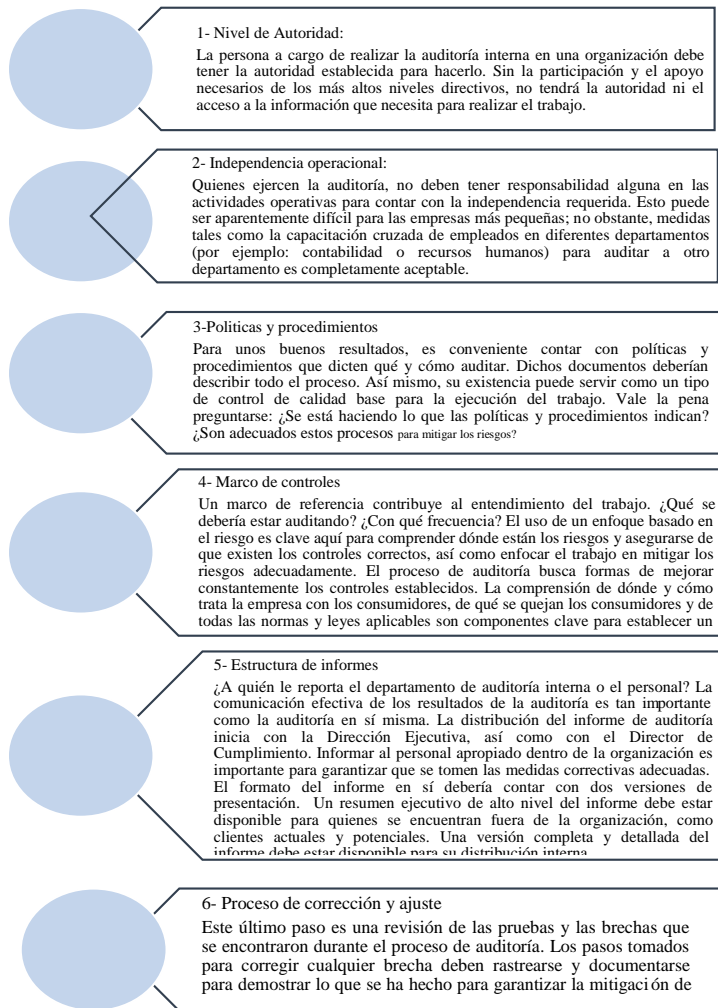 1- Nivel de Autoridad:
La persona a cargo de realizar la auditoría interna en una organización debe
tener la autoridad establecida para hacerlo. Sin la participación y el apoyo
necesarios de los más altos niveles directivos, no tendrá la autoridad ni el
acceso a la información que necesita para realizar el trabajo.
2- Independencia operacional:
Quienes ejercen la auditoría, no deben tener responsabilidad alguna en las
actividades operativas para contar con la independencia requerida. Esto puede
ser aparentemente difícil para las empresas más pequeñas; no obstante, medidas
tales como la capacitación cruzada de empleados en diferentes departamentos
(por ejemplo: contabilidad o recursos humanos) para auditar a otro
departamento es completamente aceptable.
3-Politicas y procedimientos
Para unos buenos resultados, es conveniente contar con políticas y
procedimientos que dicten qué y cómo auditar. Dichos documentos deberían
describir todo el proceso. Así mismo, su existencia puede servir como un tipo
de control de calidad base para la ejecución del trabajo. Vale la pena
preguntarse: ¿Se está haciendo lo que las políticas y procedimientos indican?
¿Son adecuados estos procesos para mitigar los riesgos?
4- Marco de controles
Un marco de referencia contribuye al entendimiento del trabajo. ¿Qué se
debería estar auditando? ¿Con qué frecuencia? El uso de un enfoque basado en
el riesgo es clave aquí para comprender dónde están los riesgos y asegurarse de
que existen los controles correctos, así como enfocar el trabajo en mitigar los
riesgos adecuadamente. El proceso de auditoría busca formas de mejorar
constantemente los controles establecidos. La comprensión de dónde y cómo
trata la empresa con los consumidores, de qué se quejan los consumidores y de
todas las normas y leyes aplicables son componentes clave para establecer un
5- Estructura de informes
¿A quién le reporta el departamento de auditoría interna o el personal? La
comunicación efectiva de los resultados de la auditoría es tan importante
como la auditoría en sí misma. La distribución del informe de auditoría
inicia con la Dirección Ejecutiva, así como con el Director de
Cumplimiento. Informar al personal apropiado dentro de la organización es
importante para garantizar que se tomen las medidas correctivas adecuadas.
El formato del informe en sí debería contar con dos versiones de
presentación. Un resumen ejecutivo de alto nivel del informe debe estar
disponible para quienes se encuentran fuera de la organización, como
clientes actuales y potenciales. Una versión completa y detallada del
informe debe estar disponible para su distribución interna
6- Proceso de corrección y ajuste
Este último paso es una revisión de las pruebas y las brechas que
se encontraron durante el proceso de auditoría. Los pasos tomados
para corregir cualquier brecha deben rastrearse y documentarse
para demostrar lo que se ha hecho para garantizar la mitigación de